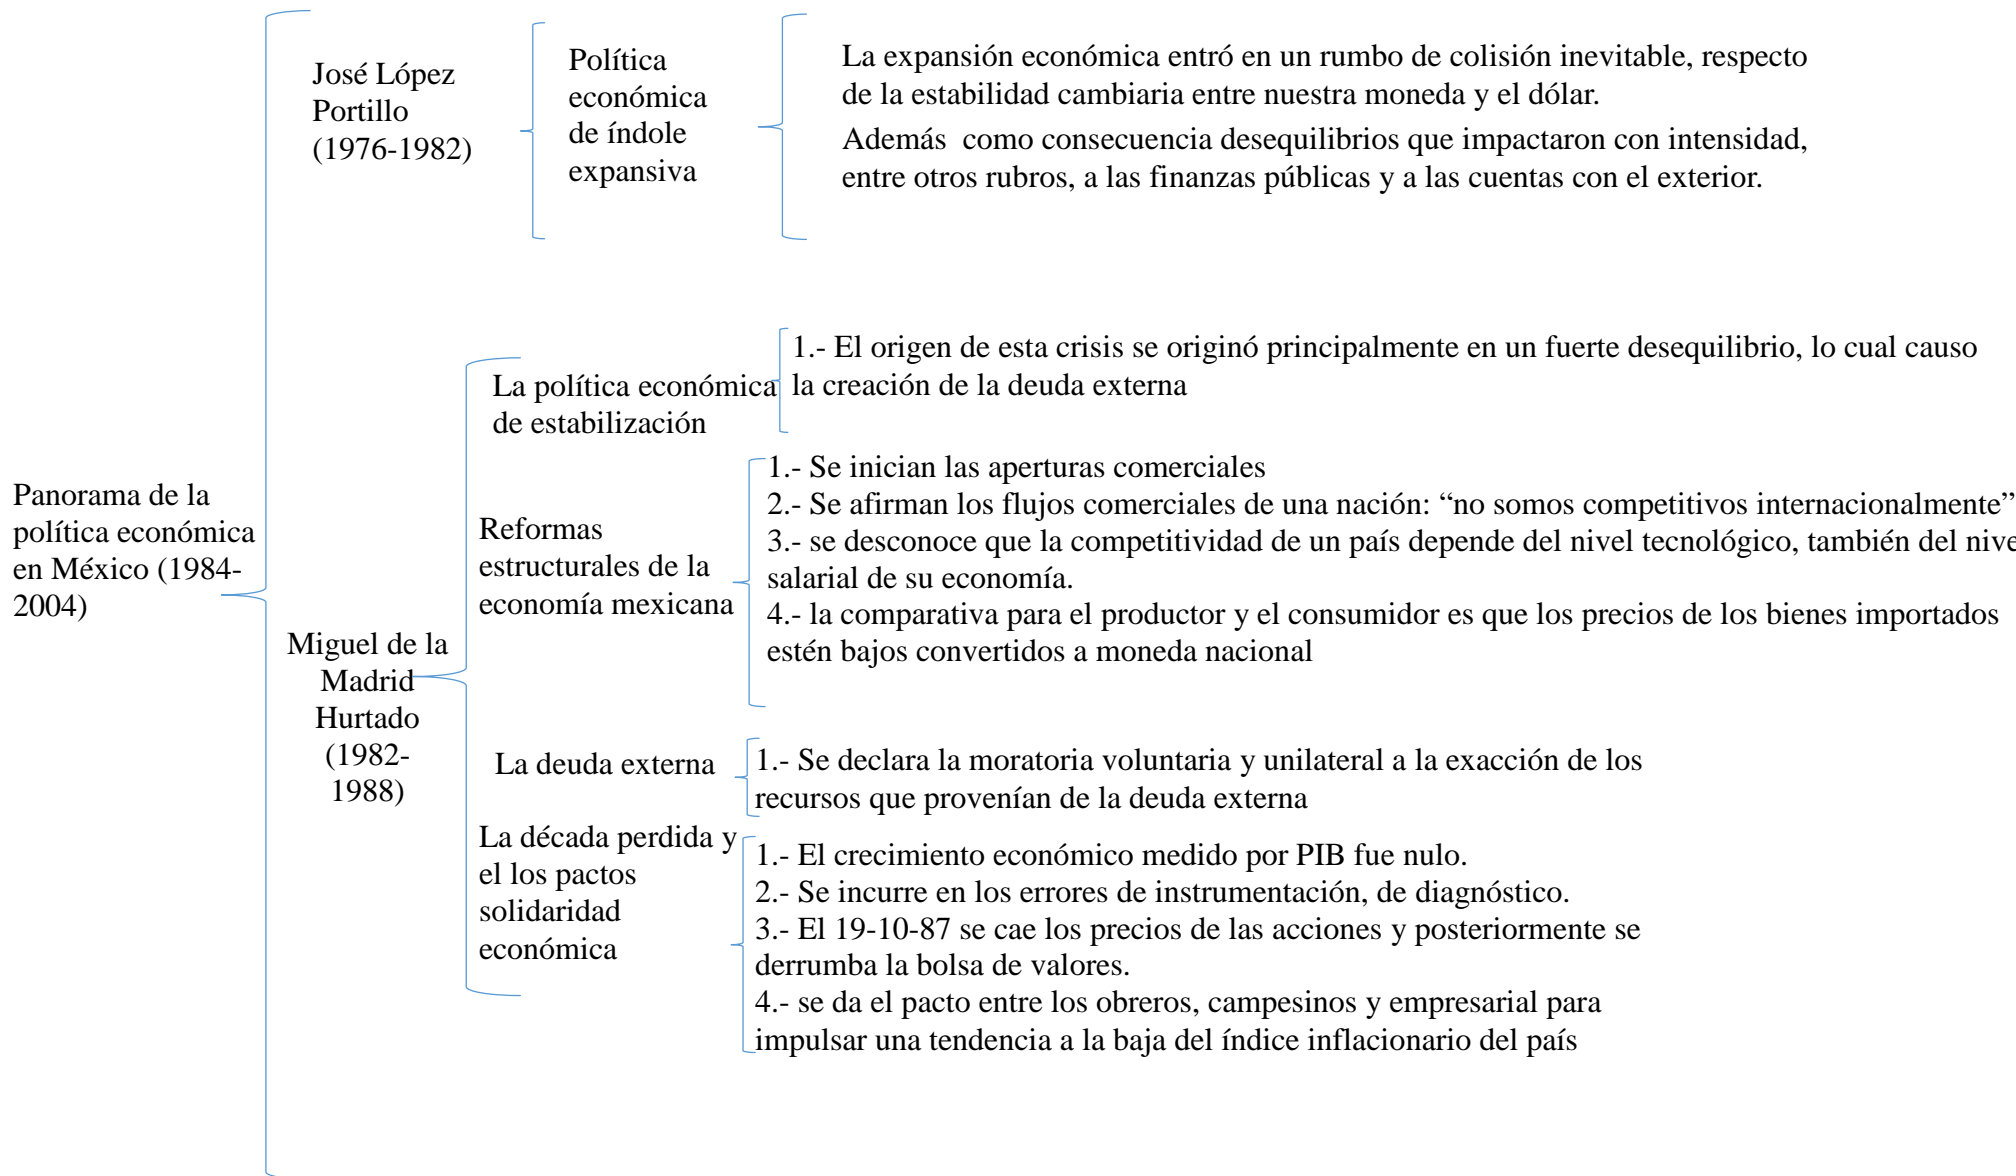 Panorama de la
política económica
en México (1984-
2004)
José López
Portillo
(1976-1982)
Política
económica
de índole
expansiva
La expansión económica entró en un rumbo de colisión inevitable, respecto
de la estabilidad cambiaria entre nuestra moneda y el dólar.
Además como consecuencia desequilibrios que impactaron con intensidad,
entre otros rubros, a las finanzas públicas y a las cuentas con el exterior.
Miguel de la
Madrid
Hurtado
(1982-
1988)
La política económica
de estabilización
1.- El origen de esta crisis se originó principalmente en un fuerte desequilibrio, lo cual causo
la creación de la deuda externa
Reformas
estructurales de la
economía mexicana
1.- Se inician las aperturas comerciales
2.- Se afirman los flujos comerciales de una nación: “no somos competitivos internacionalmente”
3.- se desconoce que la competitividad de un país depende del nivel tecnológico, también del nive
salarial de su economía.
4.- la comparativa para el productor y el consumidor es que los precios de los bienes importados
estén bajos convertidos a moneda nacional
La deuda externa
1.- Se declara la moratoria voluntaria y unilateral a la exacción de los
recursos que provenían de la deuda externa
La década perdida y
el los pactos
solidaridad
económica
1.- El crecimiento económico medido por PIB fue nulo.
2.- Se incurre en los errores de instrumentación, de diagnóstico.
3.- El 19-10-87 se cae los precios de las acciones y posteriormente se
derrumba la bolsa de valores.
4.- se da el pacto entre los obreros, campesinos y empresarial para
impulsar una tendencia a la baja del índice inflacionario del país